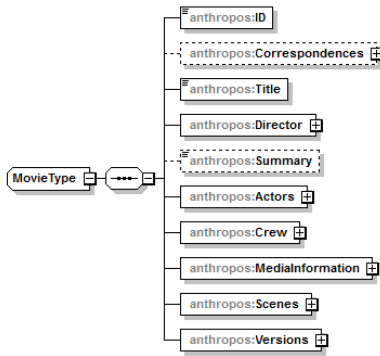 anthropos:ID
anthropos:Correspondences
anthropos:Title
anthropos:Director
anthropos:Summary
MovieType
anthropos:Actors
anthropos:Crew
anthropos:MediaInformation
anthropos:Scenes
anthropos:Versions